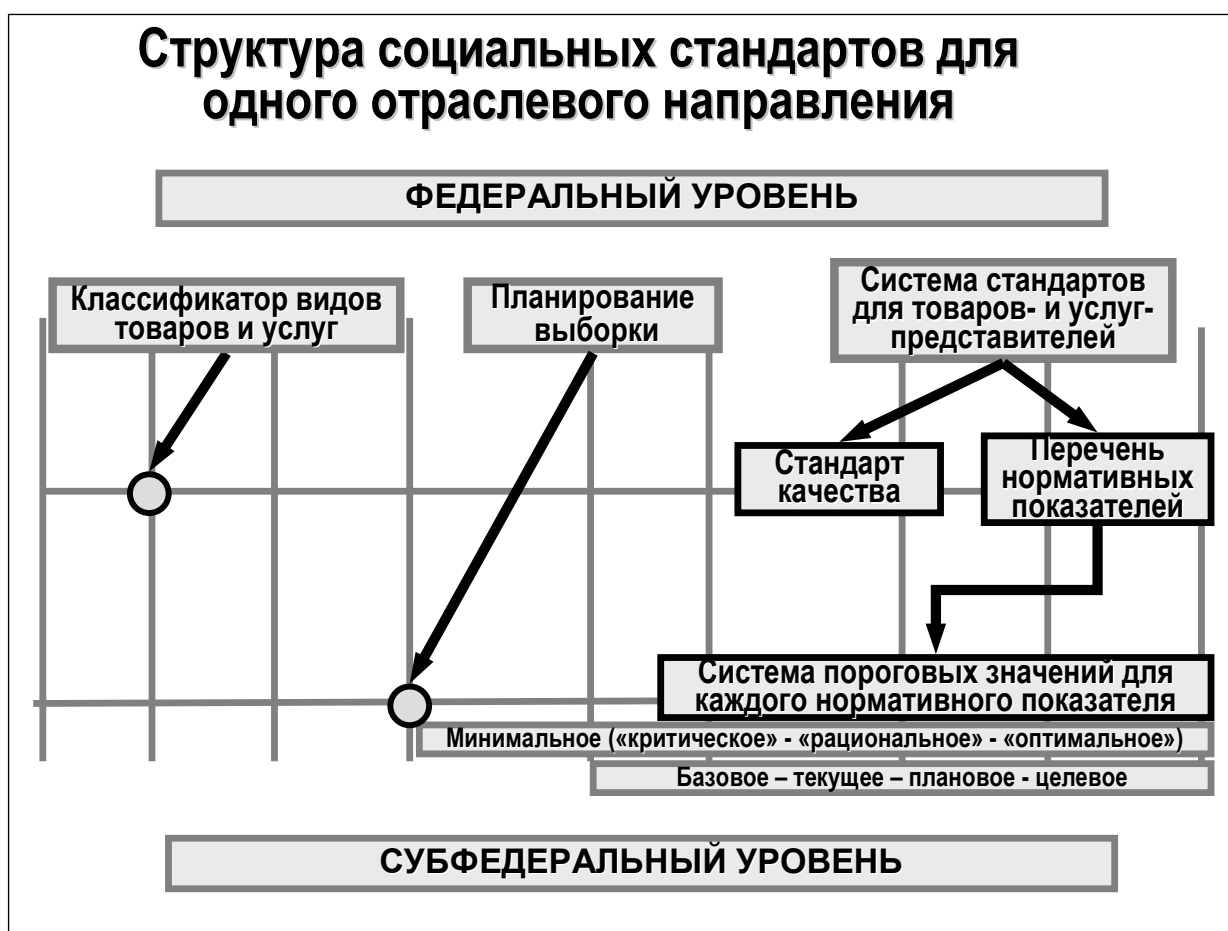 Структура социальных стандартов для
одного отраслевого направления
ФЕДЕРАЛЬНЫЙ УРОВЕНЬ
Классификатор видов
товаров и услуг
Планирование
выборки
Система стандартов
для товаров- и услуг-
представителей
Стандарт
качества
Перечень
нормативных
показателей
Система пороговых значений для
каждого нормативного показателя
Минимальное («критическое» - «рациональное» - «оптимальное»)
Базовое – текущее – плановое - целевое
СУБФЕДЕРАЛЬНЫЙ УРОВЕНЬ